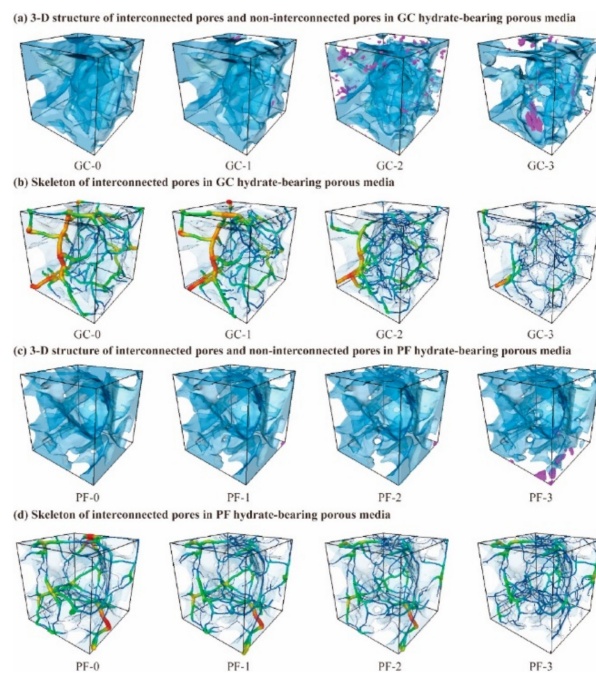 (a) 3-D structure of interconnected pores and non-interconnected pores in GC hydrate-bearing porous media
GC-0 GC-1 GC-2 GC-3
(b) Skeleton of interconnected pores in GC hydrate-bearing porous media
GC-0 GC-1 GC-2 GC-3
(c) 3-D structure of interconnected pores and non-interconnected pores in PF hydrate-bearing porous media
PF-0 PF-1 PF-2 PF-3
(d) Skeleton of interconnected pores in PF hydrate-bearing porous media
PF-0 PF-1 PF-2 PF-3